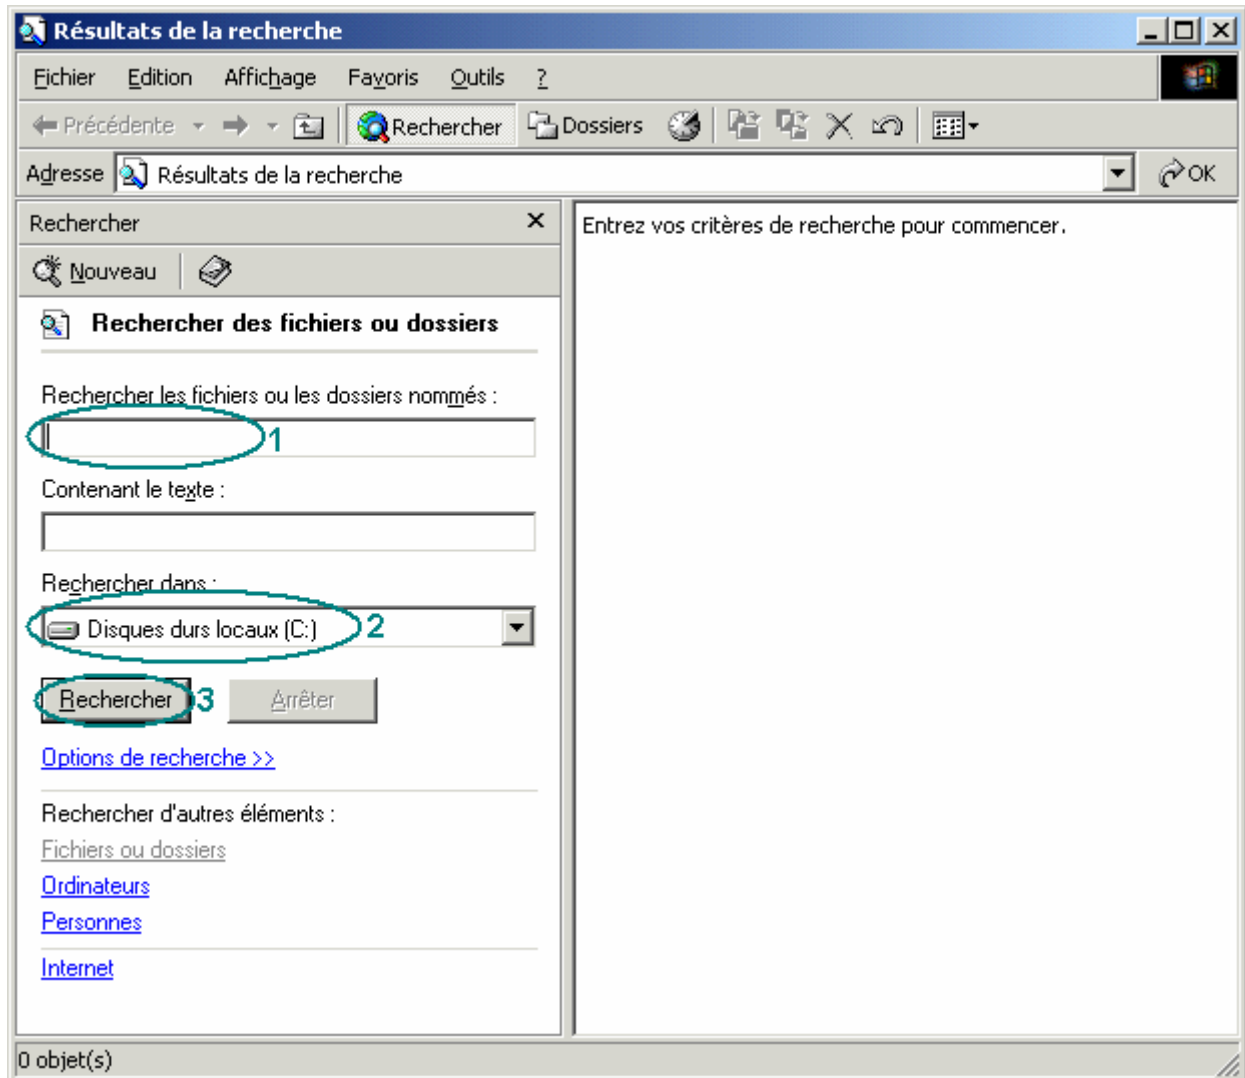 Résultats de la recherche
Fichier Edition Affichage Favoris Outils ?
Précédente Rechercher Dossiers
Adresse Résultats de la recherche OK
Rechercher
Nouveau
Rechercher des fichiers ou dossiers
Rechercher les fichiers ou les dossiers nommés :
1
Contenant le texte :
Rechercher dans :
Disques durs locaux (C:) 2
Rechercher 3 Arrêter
Options de recherche >>
Rechercher d'autres éléments :
Fichiers ou dossiers
Ordinateurs
Personnes
Internet
Entrez vos critères de recherche pour commencer.
0 objet(s)